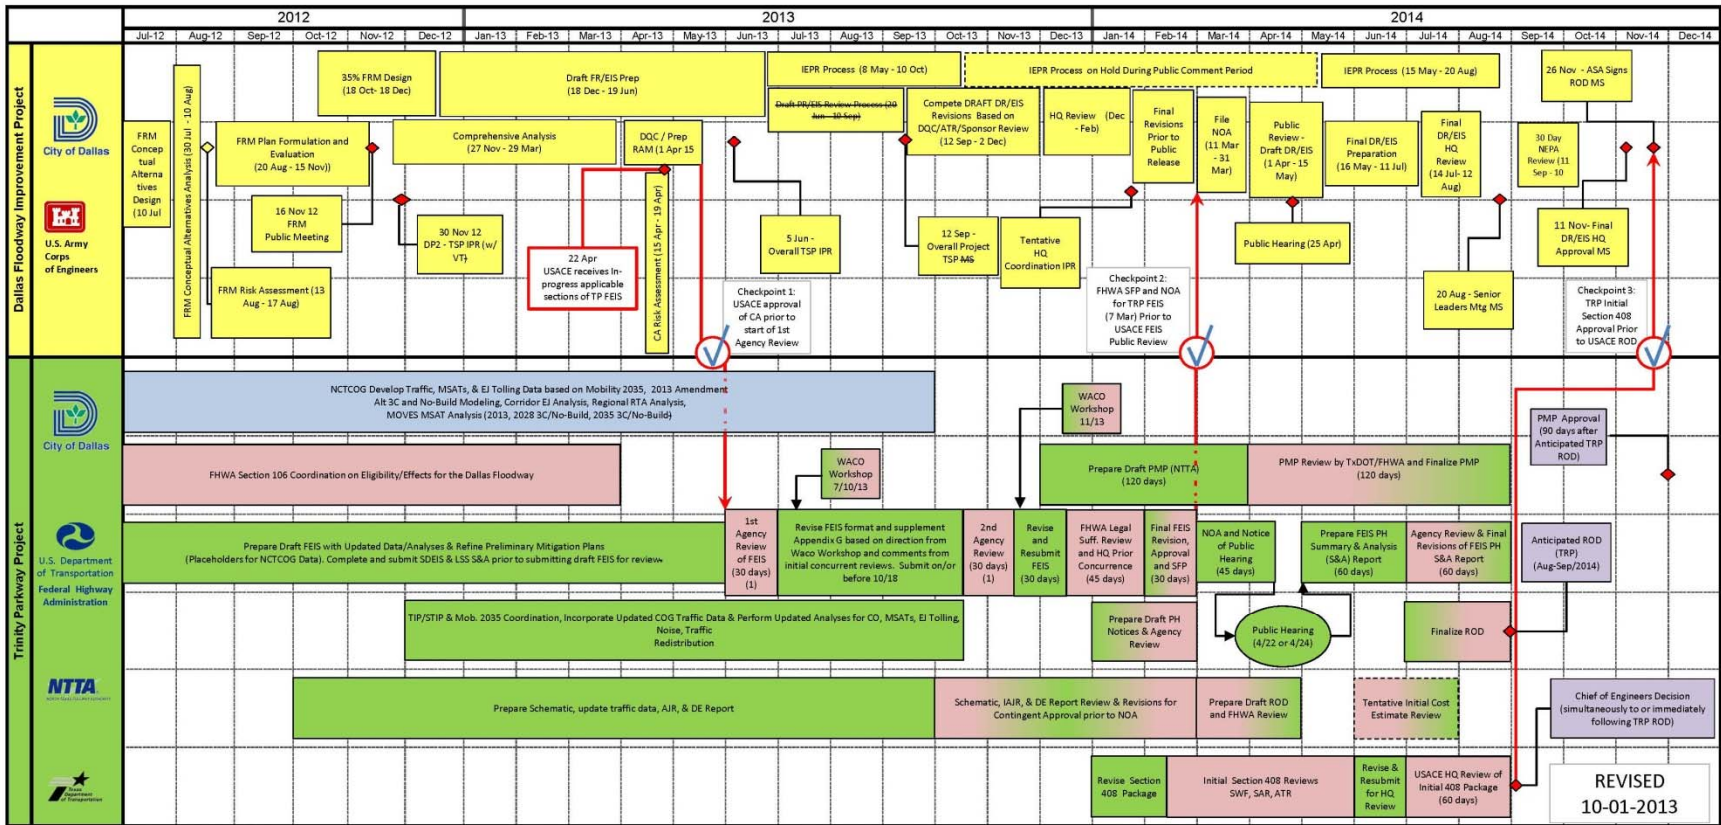 2012
2013
2014
Jul-12
Aug-12
Sep-12
Oct-12
Nov-12
Dec-12
Jan-13
Feb-13
Mar-13
Apr-13
May-13
Jun-13
Jul-13
Aug-13
Sep-13
Oct-13
Nov-13
Dec-13
Jan-14
Feb-14
Mar-14
Apr-14
May-14
Jun-14
Jul-14
Aug-14
Sep-14
Oct-14
Nov-14
Dec-14
Dallas Floodway Improvement Project
City of Dallas
U.S. Army
Corps
of Engineers
FRM
Concep
tual
Alterna
tives
Design
(10 Jul
FRM Conceptual Alternatives Analysis (30 Jul - 10 Aug)
35% FRM Design
(18 Oct- 18 Dec)
FRM Plan Formulation and
Evaluation
(20 Aug - 15 Nov))
16 Nov 12
FRM
Public Meeting
FRM Risk Assessment (13
Aug - 17 Aug)
30 Nov 12
DP2 - TSP IPR (w/
VT)
Draft FR/EIS Prep
(18 Dec - 19 Jun)
Comprehensive Analysis
(27 Nov - 29 Mar)
DQC / Prep
RAM (1 Apr 15
22 Apr
USACE receives In-
progress applicable
sections of TP FEIS
CA Risk Assessment (15 Apr - 19 Apr)
IEPR Process (8 May - 10 Oct)
Draft PR/EIS Review Process (20
Jun - 10 Sep)
5 Jun -
Overall TSP IPR
Checkpoint 1:
USACE approval
of CA prior to
start of 1st
Agency Review
Compete DRAFT DR/EIS
Revisions Based on
DQC/ATR/Sponsor Review
(12 Sep - 2 Dec)
12 Sep -
Overall Project
TSP MS
IEPR Process on Hold During Public Comment Period
HQ Review (Dec
- Feb)
Tentative
HQ
Coordination IPR
Final
Revisions
Prior to
Public
Release
Checkpoint 2:
FHWA SFP and NOA
for TRP FEIS
(7 Mar) Prior to
USACE FEIS
Public Review
File
NOA
(11 Mar -
31
Mar)
Public
Review -
Draft DR/EIS
(1 Apr - 15
May)
Public Hearing (25 Apr)
IEPR Process (15 May - 20 Aug)
Final DR/EIS
Preparation
(16 May - 11 Jul)
Final
DR/EIS
HQ
Review
(14 Jul- 12
Aug)
20 Aug - Senior
Leaders Mtg MS
26 Nov - ASA Signs
ROD MS
30 Day
NEPA
Review (11
Sep - 10
11 Nov- Final
DR/EIS HQ
Approval MS
Checkpoint 3:
TRP Initial
Section 408
Approval Prior
to USACE ROD
Trinity Parkway Project
City of Dallas
U.S. Department
of Transportation
Federal Highway
Administration
NTTA
Texas
Department
of Transportation
NCTCOG Develop Traffic, MSATs, & EJ Tolling Data based on Mobility 2035, 2013 Amendment
Alt 3C and No-Build Modeling, Corridor EJ Analysis, Regional RTA Analysis,
MOVES MSAT Analysis (2013, 2028 3C/No-Build, 2035 3C/No-Build)
WACO
Workshop
11/13
PMP Approval
(90 days after
Anticipated TRP
ROD)
FHWA Section 106 Coordination on Eligibility/Effects for the Dallas Floodway
WACO
Workshop
7/10/13
Prepare Draft PMP (NTTA)
(120 days)
PMP Review by TxDOT/FHWA and Finalize PMP
(120 days)
Prepare Draft FEIS with Updated Data/Analyses & Refine Preliminary Mitigation Plans
(Placeholders for NCTCOG Data). Complete and submit SDEIS & LSS S&A prior to submitting draft FEIS for review.
1st
Agency
Review
of FEIS
(30 days)
(1)
Revise FEIS format and supplement
Appendix G based on direction from
Waco Workshop and comments from
initial concurrent reviews. Submit on/or
before 10/18
2nd
Agency
Review
(30 days)
(1)
Revise
and
Resubmit
FEIS
(30 days)
FHWA Legal
Suff. Review
and HQ Prior
Concurrence
(45 days)
Final FEIS
Revision,
Approval
and SFP
(30 days)
NOA and Notice
of Public
Hearing
(45 days)
Prepare FEIS PH
Summary & Analysis
(S&A) Report
(60 days)
Agency Review & Final
Revisions of FEIS PH
S&A Report
(60 days)
Anticipated ROD
(TRP)
(Aug-Sep/2014)
TIP/STIP & Mob. 2035 Coordination, Incorporate Updated COG Traffic Data & Perform Updated Analyses for CO, MSATs, EJ Tolling,
Noise, Traffic
Redistribution
Prepare Draft PH
Notices & Agency
Review
Public Hearing
(4/22 or 4/24)
Finalize ROD
Prepare Schematic, update traffic data, AJR, & DE Report
Schematic, IAJR, & DE Report Review & Revisions for
Contingent Approval prior to NOA
Prepare Draft ROD
and FHWA Review
Tentative Initial Cost
Estimate Review
Chief of Engineers Decision
(simultaneously to or immediately
following TRP ROD)
Revise Section
408 Package
Initial Section 408 Reviews
SWF, SAR, ATR
Revise &
Resubmit
for HQ
Review
USACE HQ Review of
Initial 408 Package
(60 days)
REVISED
10-01-2013